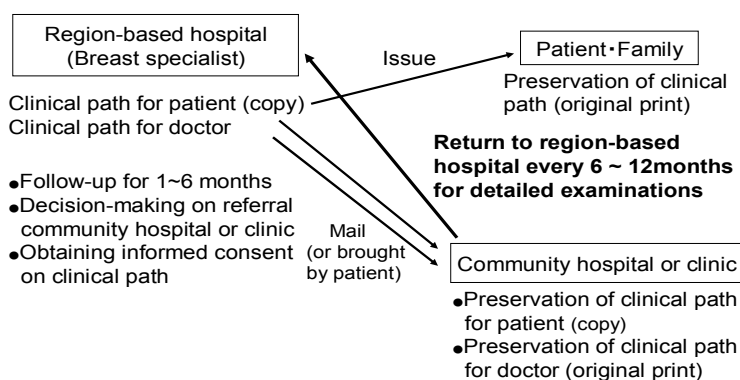 Region-based hospital
(Breast specialist)
Issue
Patient・Family
Clinical path for patient (copy)
Clinical path for doctor
Preservation of clinical
path (original print)
Return to region-based
hospital every 6 ~ 12months
for detailed examinations
●Follow-up for 1~6 months
●Decision-making on referral
community hospital or clinic
●Obtaining informed consent
on clinical path
Mail
(or brought
by patient)
Community hospital or clinic
●Preservation of clinical path
for patient (copy)
●Preservation of clinical path
for doctor (original print)